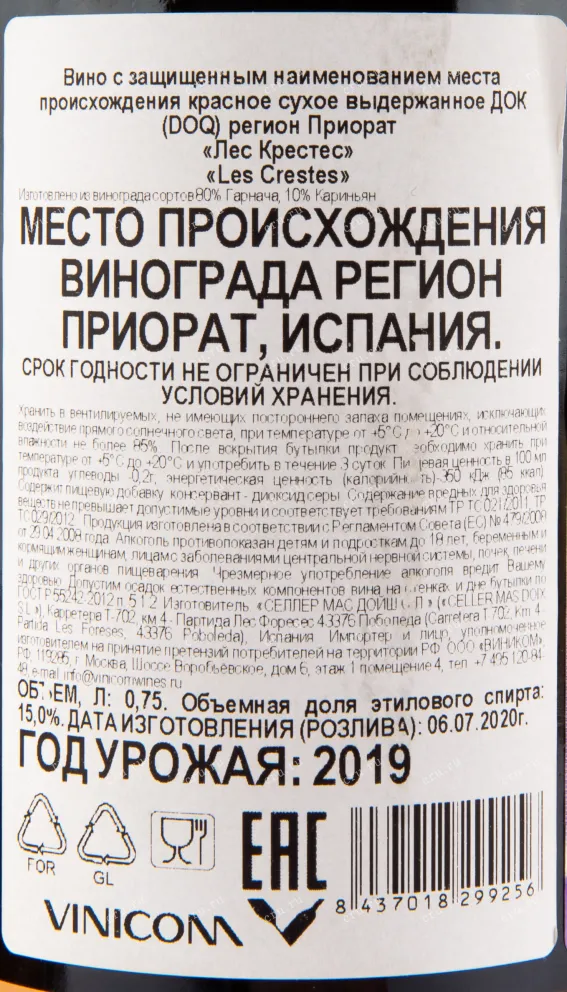 Вино с защищенным наименованием места
происхождения красное сухое выдержанное ДОК
(DOQ) регион Приорат
«Лес Крестес»
«Les Crestes»
Изготовлено из винограда сортов 80% Гарнача, 10% Кариньян
МЕСТО ПРОИСХОЖДЕНИЯ
ВИНОГРАДА РЕГИОН
ПРИОРАТ, ИСПАНИЯ.
СРОК ГОДНОСТИ НЕ ОГРАНИЧЕН ПРИ СОБЛЮДЕНИИ
УСЛОВИЙ ХРАНЕНИЯ.
Хранить в вентилируемых, не имеющих постороннего запаха помещениях, исключающих
воздействие прямого солнечного света, при температуре от +5°С +20°С и относительной
влажности не более 85%. После вскрытия бутылки продукт хранить при
температуре от +5°С до +20°С и употребить в течение 3 суток. ценность в 100 мл
продукта: углеводы -0,2г, энергетическая ценность -350 кДж (85 ккал).
Содержит пищевую добавку консервант - диоксид серы. Содержание вредных для здоровья
веществ не превышает допустимые уровни и соответствует требованиям ТР ТС 021/2011, ТР
ТС 029/2012. Продукция изготовлена в соответствии с Регламентом Совета (ЕС) № 479/2008
от 29.04.2008 года. Алкоголь противопоказан детям и подросткам до 18 лет, беременным и
кормящим женщинам, лицам с заболеваниями центральной нервной системы, почек, печени
и других органов пищеварения. Чрезмерное употребление алкоголя вредит Вашему
здоровью. Допустим осадок естественных компонентов вина на стенках и дне бутылки по
ГОСТ Р 55242-2012 п. 5.1.2. Изготовитель «СЕЛЛЕР МАС ДОЙШ («CELLER MAS DOIX
S.L.»), Карретера Т-702, км 4 - Партида Лес Форесес 43376 Поболеда (Carretera T-702, Km 4 -
Partida Les Foreses, 43376 Poboleda), Испания. Импортер и лицо, уполномоченное
изготовителем на принятие претензий потребителей на территории РФ: ООО «ВИНИКОМ»,
РФ, 119285, г. Москва, Шоссе Воробьевское, дом 6, этаж 1 помещение 4, тел. +7 495 120-84-
48, e-mail: info@vinicomwines.ru
ОБЪЕМ, Л: 0,75. Объемная доля этилового спирта:
15,0%. ДАТА ИЗГОТОВЛЕНИЯ (РОЗЛИВА): 06.07.2020г.
ГОД УРОЖАЯ: 2019
FOR
GL
EAC
8 437018 299256
VINICOM